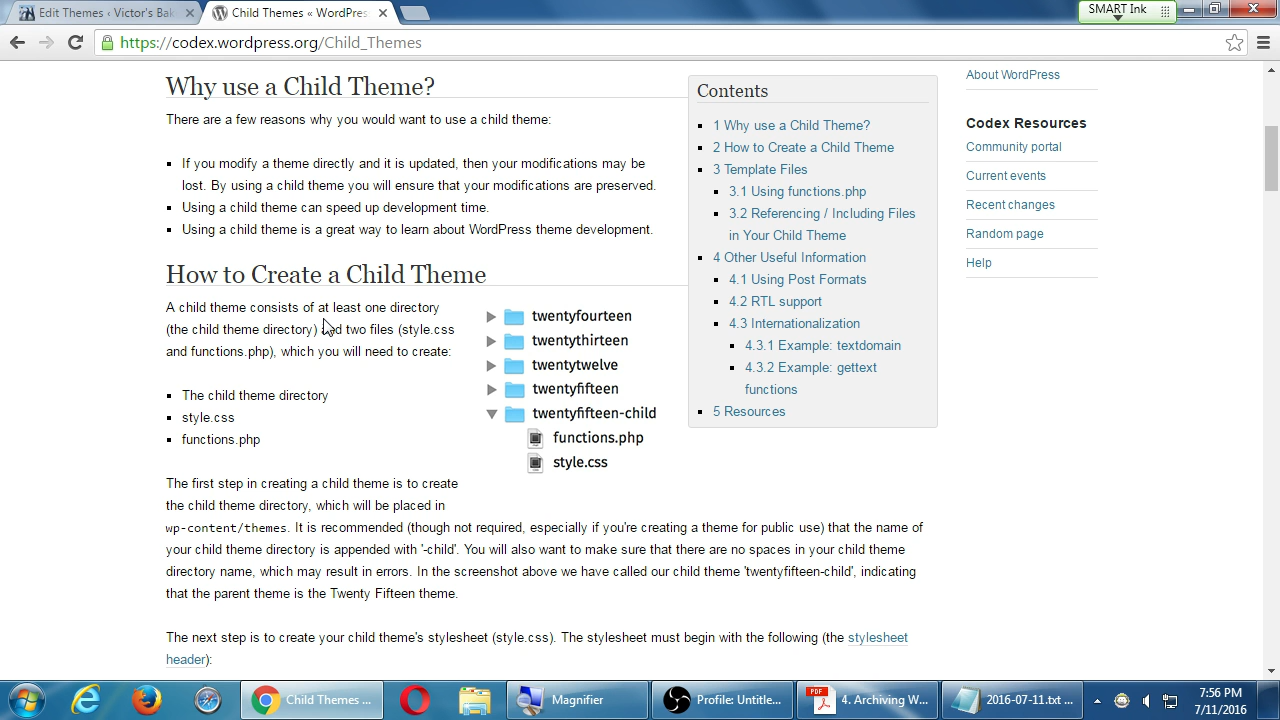 Edit Themes ‹ Victor's Bak
Child Themes « WordPres
SMART Ink
https://codex.wordpress.org/Child_Themes
Why use a Child Theme?
There are a few reasons why you would want to use a child theme:
If you modify a theme directly and it is updated, then your modifications may be
lost. By using a child theme you will ensure that your modifications are preserved.
Using a child theme can speed up development time.
Using a child theme is a great way to learn about WordPress theme development.
Contents
1 Why use a Child Theme?
2 How to Create a Child Theme
3 Template Files
3.1 Using functions.php
3.2 Referencing / Including Files
in Your Child Theme
4 Other Useful Information
4.1 Using Post Formats
4.2 RTL support
4.3 Internationalization
4.3.1 Example: textdomain
4.3.2 Example: gettext
functions
5 Resources
About WordPress
Codex Resources
Community portal
Current events
Recent changes
Random page
Help
How to Create a Child Theme
A child theme consists of at least one directory
(the child theme directory) and two files (style.css
and functions.php), which you will need to create:
The child theme directory
style.css
functions.php
twentyfourteen
twentythirteen
twentytwelve
twentyfifteen
twentyfifteen-child
functions.php
style.css
The first step in creating a child theme is to create
the child theme directory, which will be placed in
wp-content/themes. It is recommended (though not required, especially if you're creating a theme for public use) that the name of
your child theme directory is appended with '-child'. You will also want to make sure that there are no spaces in your child theme
directory name, which may result in errors. In the screenshot above we have called our child theme 'twentyfifteen-child', indicating
that the parent theme is the Twenty Fifteen theme.
The next step is to create your child theme's stylesheet (style.css). The stylesheet must begin with the following (the stylesheet
header):
Child Themes ...
Magnifier
Profile: Untitle...
PDF
4. Archiving W...
2016-07-11.txt ...
7:56 PM
7/11/2016